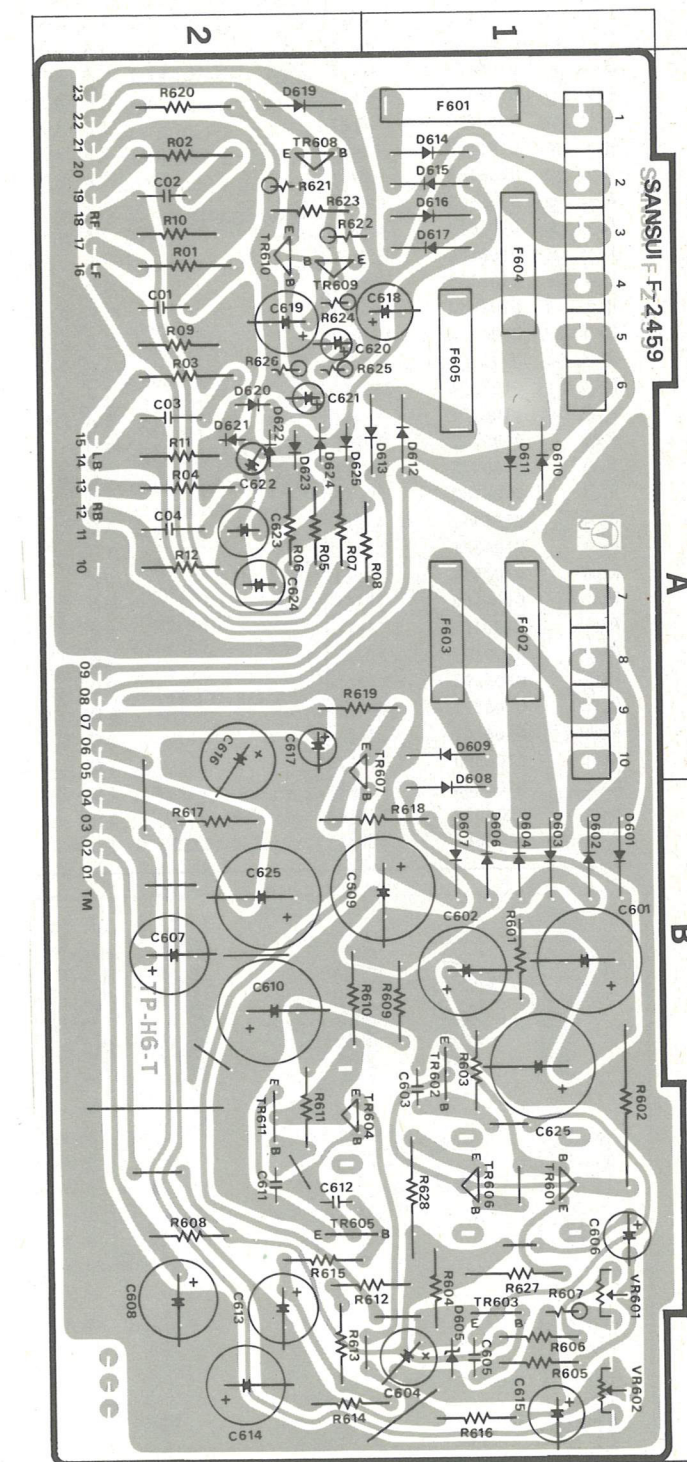 2
1
23
R620
D619
F601
1
22
21
R02
E
TR608
B
D614
20
C02
R621
D615
2
SANSUI F-2459
19
RF
R10
R623
D616
18
E
R622
D617
3
17
LF
R01
TR610
B
E
F604
16
B
TR609
4
C01
C619
R624
C618
R09
C620
F605
5
R03
R626
R625
6
D620
C621
C03
D621
D622
15
LB
14
R11
D623
D624
D625
D613
D612
D611
D610
13
R04
C622
12
RB
C04
C623
11
R06
R05
R07
R08
10
R12
C624
A
F603
F602
7
8
09
08
R619
9
07
C616
C617
E
TR607
B
D609
10
06
05
D608
04
R617
R618
03
02
01
TM
D607
D606
D604
D603
D602
D601
C625
C509
C602
R601
C601
B
C607
C610
R610
R609
TP-H6-T
E
TR602
B
R603
R602
C603
E
TR611
B
R611
E
TR604
B
C625
C611
C612
R628
E
TR606
B
B
TR601
E
C606
R608
E
TR605
B
R615
R612
R604
R627
R607
VR601
C608
C613
R613
D605
E
TR603
B
R606
C604
C605
R605
VR602
C614
R614
R616
C615